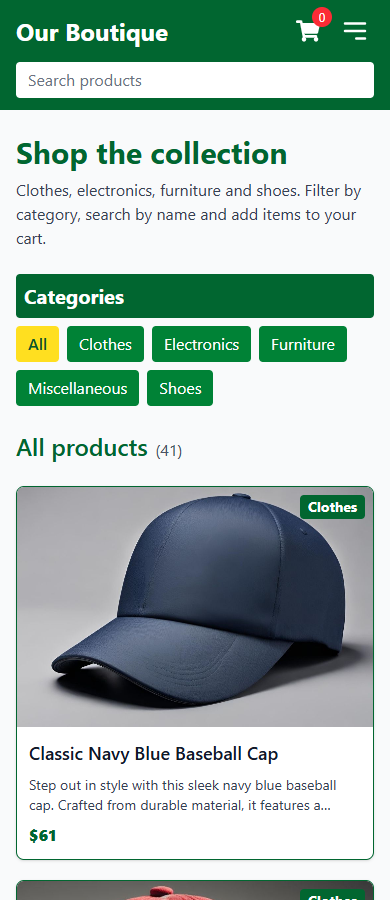 Our Boutique
0
Search products
Shop the collection
Clothes, electronics, furniture and shoes. Filter by
category, search by name and add items to your
cart.
Categories
All Clothes Electronics Furniture
Miscellaneous Shoes
All products (41)
Clothes
Classic Navy Blue Baseball Cap
Step out in style with this sleek navy blue baseball
cap. Crafted from durable material, it features a...
$61
Clothes